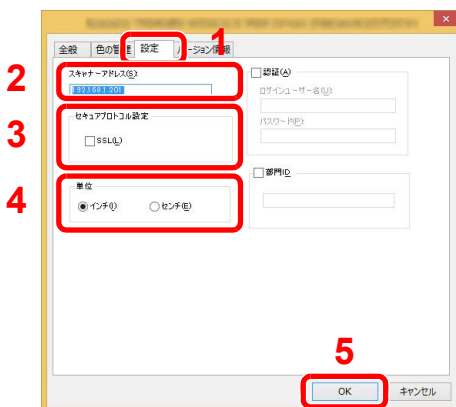 1
全般 色の管理 設定 バージョン情報
2
スキャナーアドレス(S):
192.168.1.201
3
セキュアプロトコル設定
SSL(L)
4
単位
インチ(I) センチ(E)
認証(A)
ログインユーザー名(U):
パスワード(P):
部門ID
5
OK キャンセル